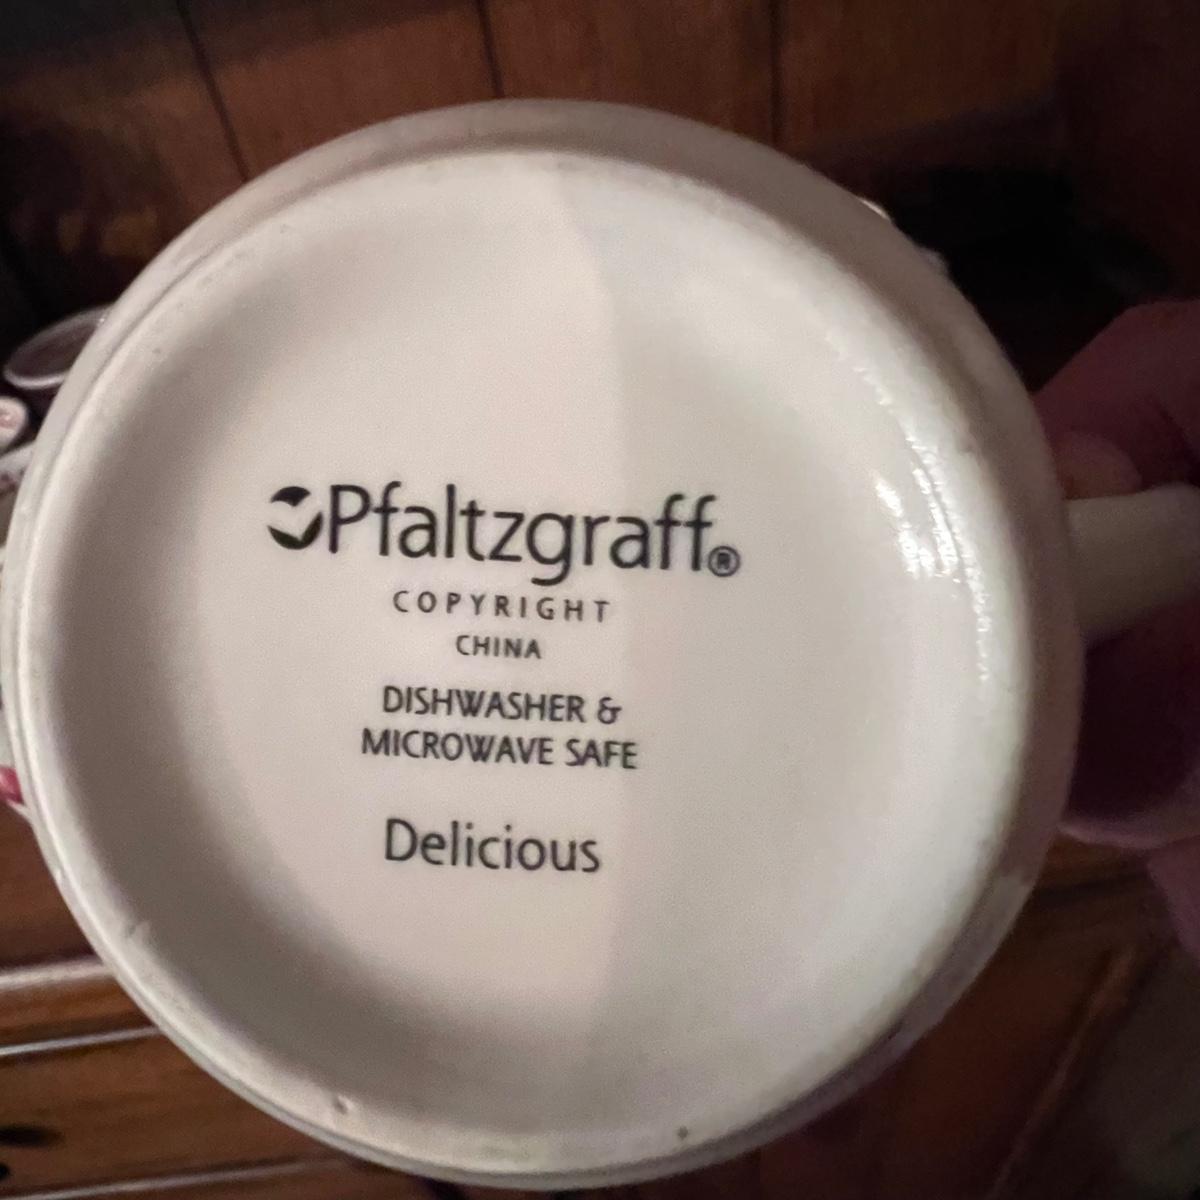 Pfaltzgraff®
COPYRIGHT
CHINA
DISHWASHER &
MICROWAVE SAFE
Delicious